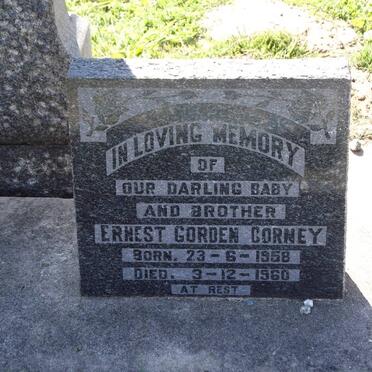 IN LOVING MEMORY
OF
OUR DARLING BABY
AND BROTHER
ERNEST GORDEN CORNEY
BORN. 23-6-1958
DIED. 9-12-1960
AT REST